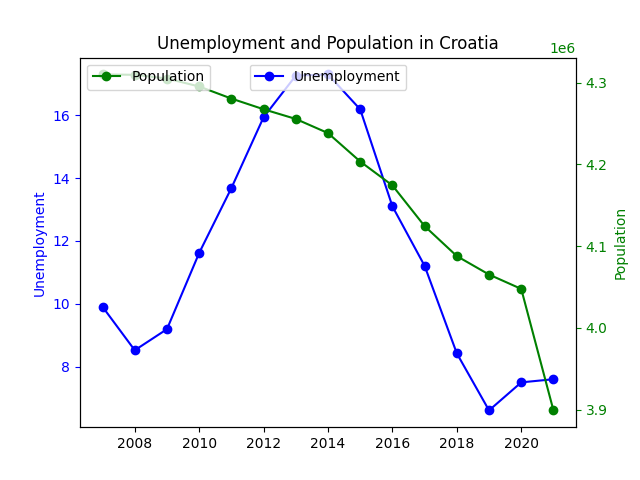 Unemployment and Population in Croatia
1e6
Population
Unemployment
16
14
12
10
8
Unemployment
4.3
4.2
4.1
4.0
3.9
Population
2008 2010 2012 2014 2016 2018 2020